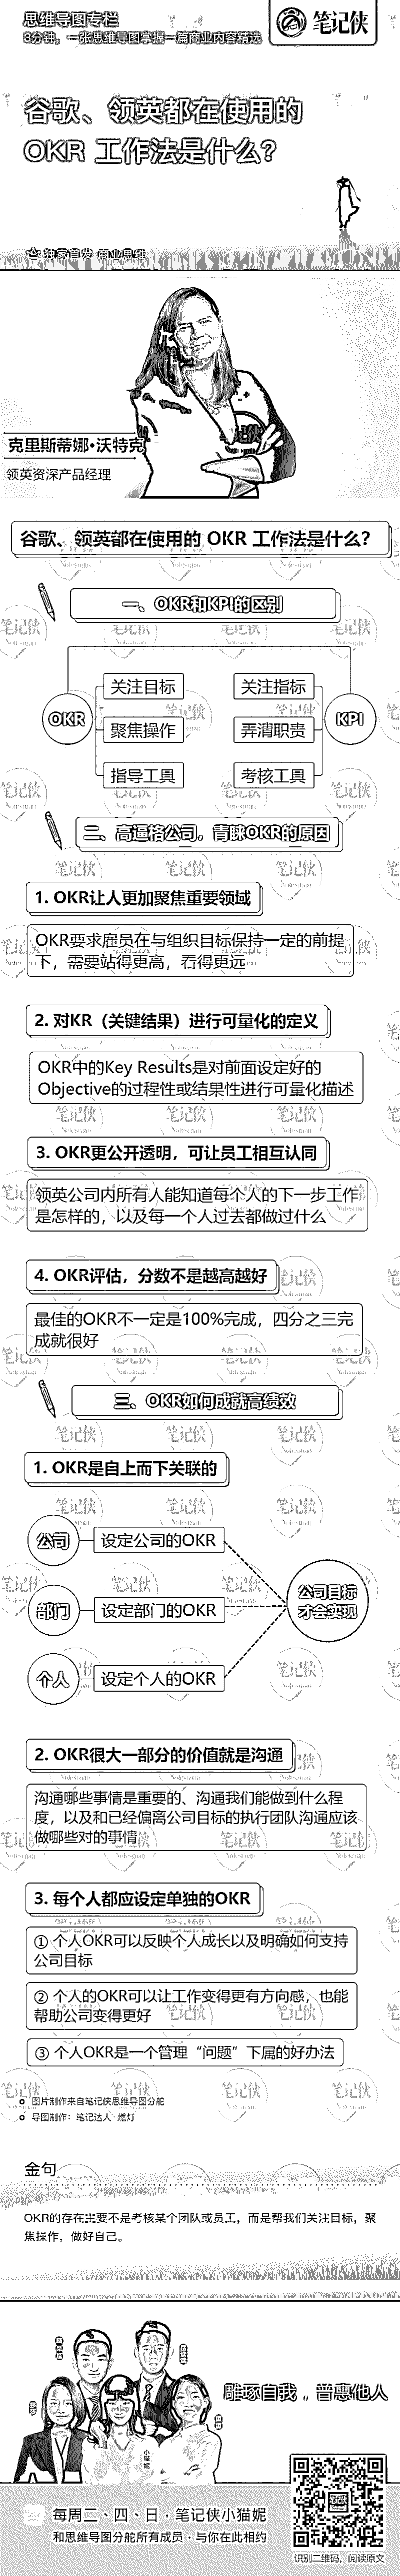 思维导图专栏
3分钟，一张思维导图掌握一篇商业内容精选
笔记侠
谷歌、领英都在使用的
OKR 工作法是什么？
独家首发 商业思维
克里斯蒂娜·沃特克
领英资深产品经理
谷歌、领英都在使用的 OKR 工作法是什么？
一、OKR和KPI的区别
OKR
关注目标
聚焦操作
指导工具
关注指标
弄清职责
考核工具
KPI
二、高逼格公司，青睐OKR的原因
1. OKR让人更加聚焦重要领域
OKR要求雇员在与组织目标保持一定的前提
下，需要站得更高，看得更远
2. 对KR（关键结果）进行可量化的定义
OKR中的Key Results是对前面设定好的
Objective的过程性或结果性进行可量化描述
3. OKR更公开透明，可让员工相互认同
领英公司内所有人能知道每个人的下一步工作
是怎样的，以及每一个人过去都做过什么
4. OKR评估，分数不是越高越好
最佳的OKR不一定是100%完成，四分之三完
成就很好
三、OKR如何成就高绩效
1. OKR是自上而下关联的
公司
设定公司的OKR
部门
设定部门的OKR
个人
设定个人的OKR
公司目标
才会实现
2. OKR很大一部分的价值就是沟通
沟通哪些事情是重要的、沟通我们能做到什么程
度，以及和已经偏离公司目标的执行团队沟通应该
做哪些对的事情
3. 每个人都应设定单独的OKR
① 个人OKR可以反映个人成长以及明确如何支持
公司目标
② 个人的OKR可以让工作变得更有方向感，也能
帮助公司变得更好
③ 个人OKR是一个管理“问题”下属的好办法
图片制作来自笔记侠思维导图分舵
导图制作：笔记达人 燃灯
金句
OKR的存在主要不是考核某个团队或员工，而是帮我们关注目标，聚
焦操作，做好自己。
雕琢自我，普惠他人
小猫妮
每周二、四、日·笔记侠小猫妮
和思维导图分舵所有成员·与你在此相约
识别二维码，阅读原文